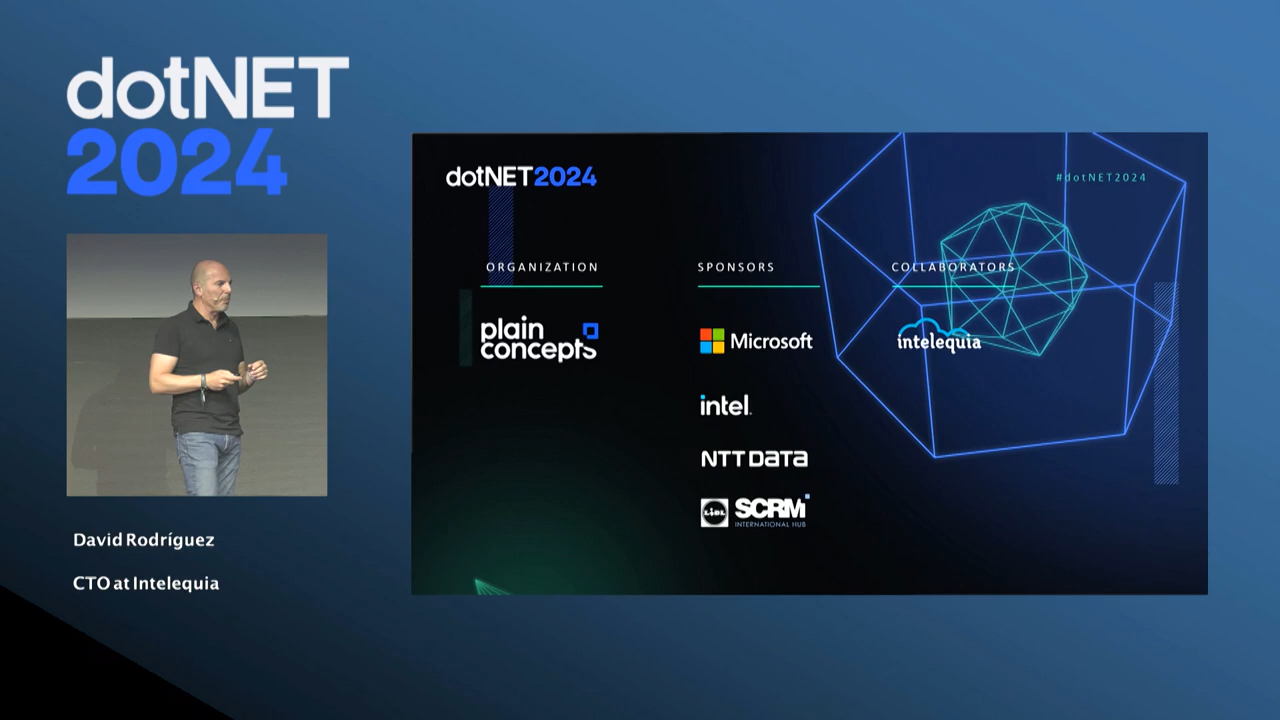 dotNET
2024
David Rodríguez
CTO at Intelequia
dotNET2024
#dotNET2024
ORGANIZATION
plain
concepts
SPONSORS
Microsoft
intel.
NTT DATA
LIDL SCRM
INTERNATIONAL HUB
COLLABORATORS
intelequia